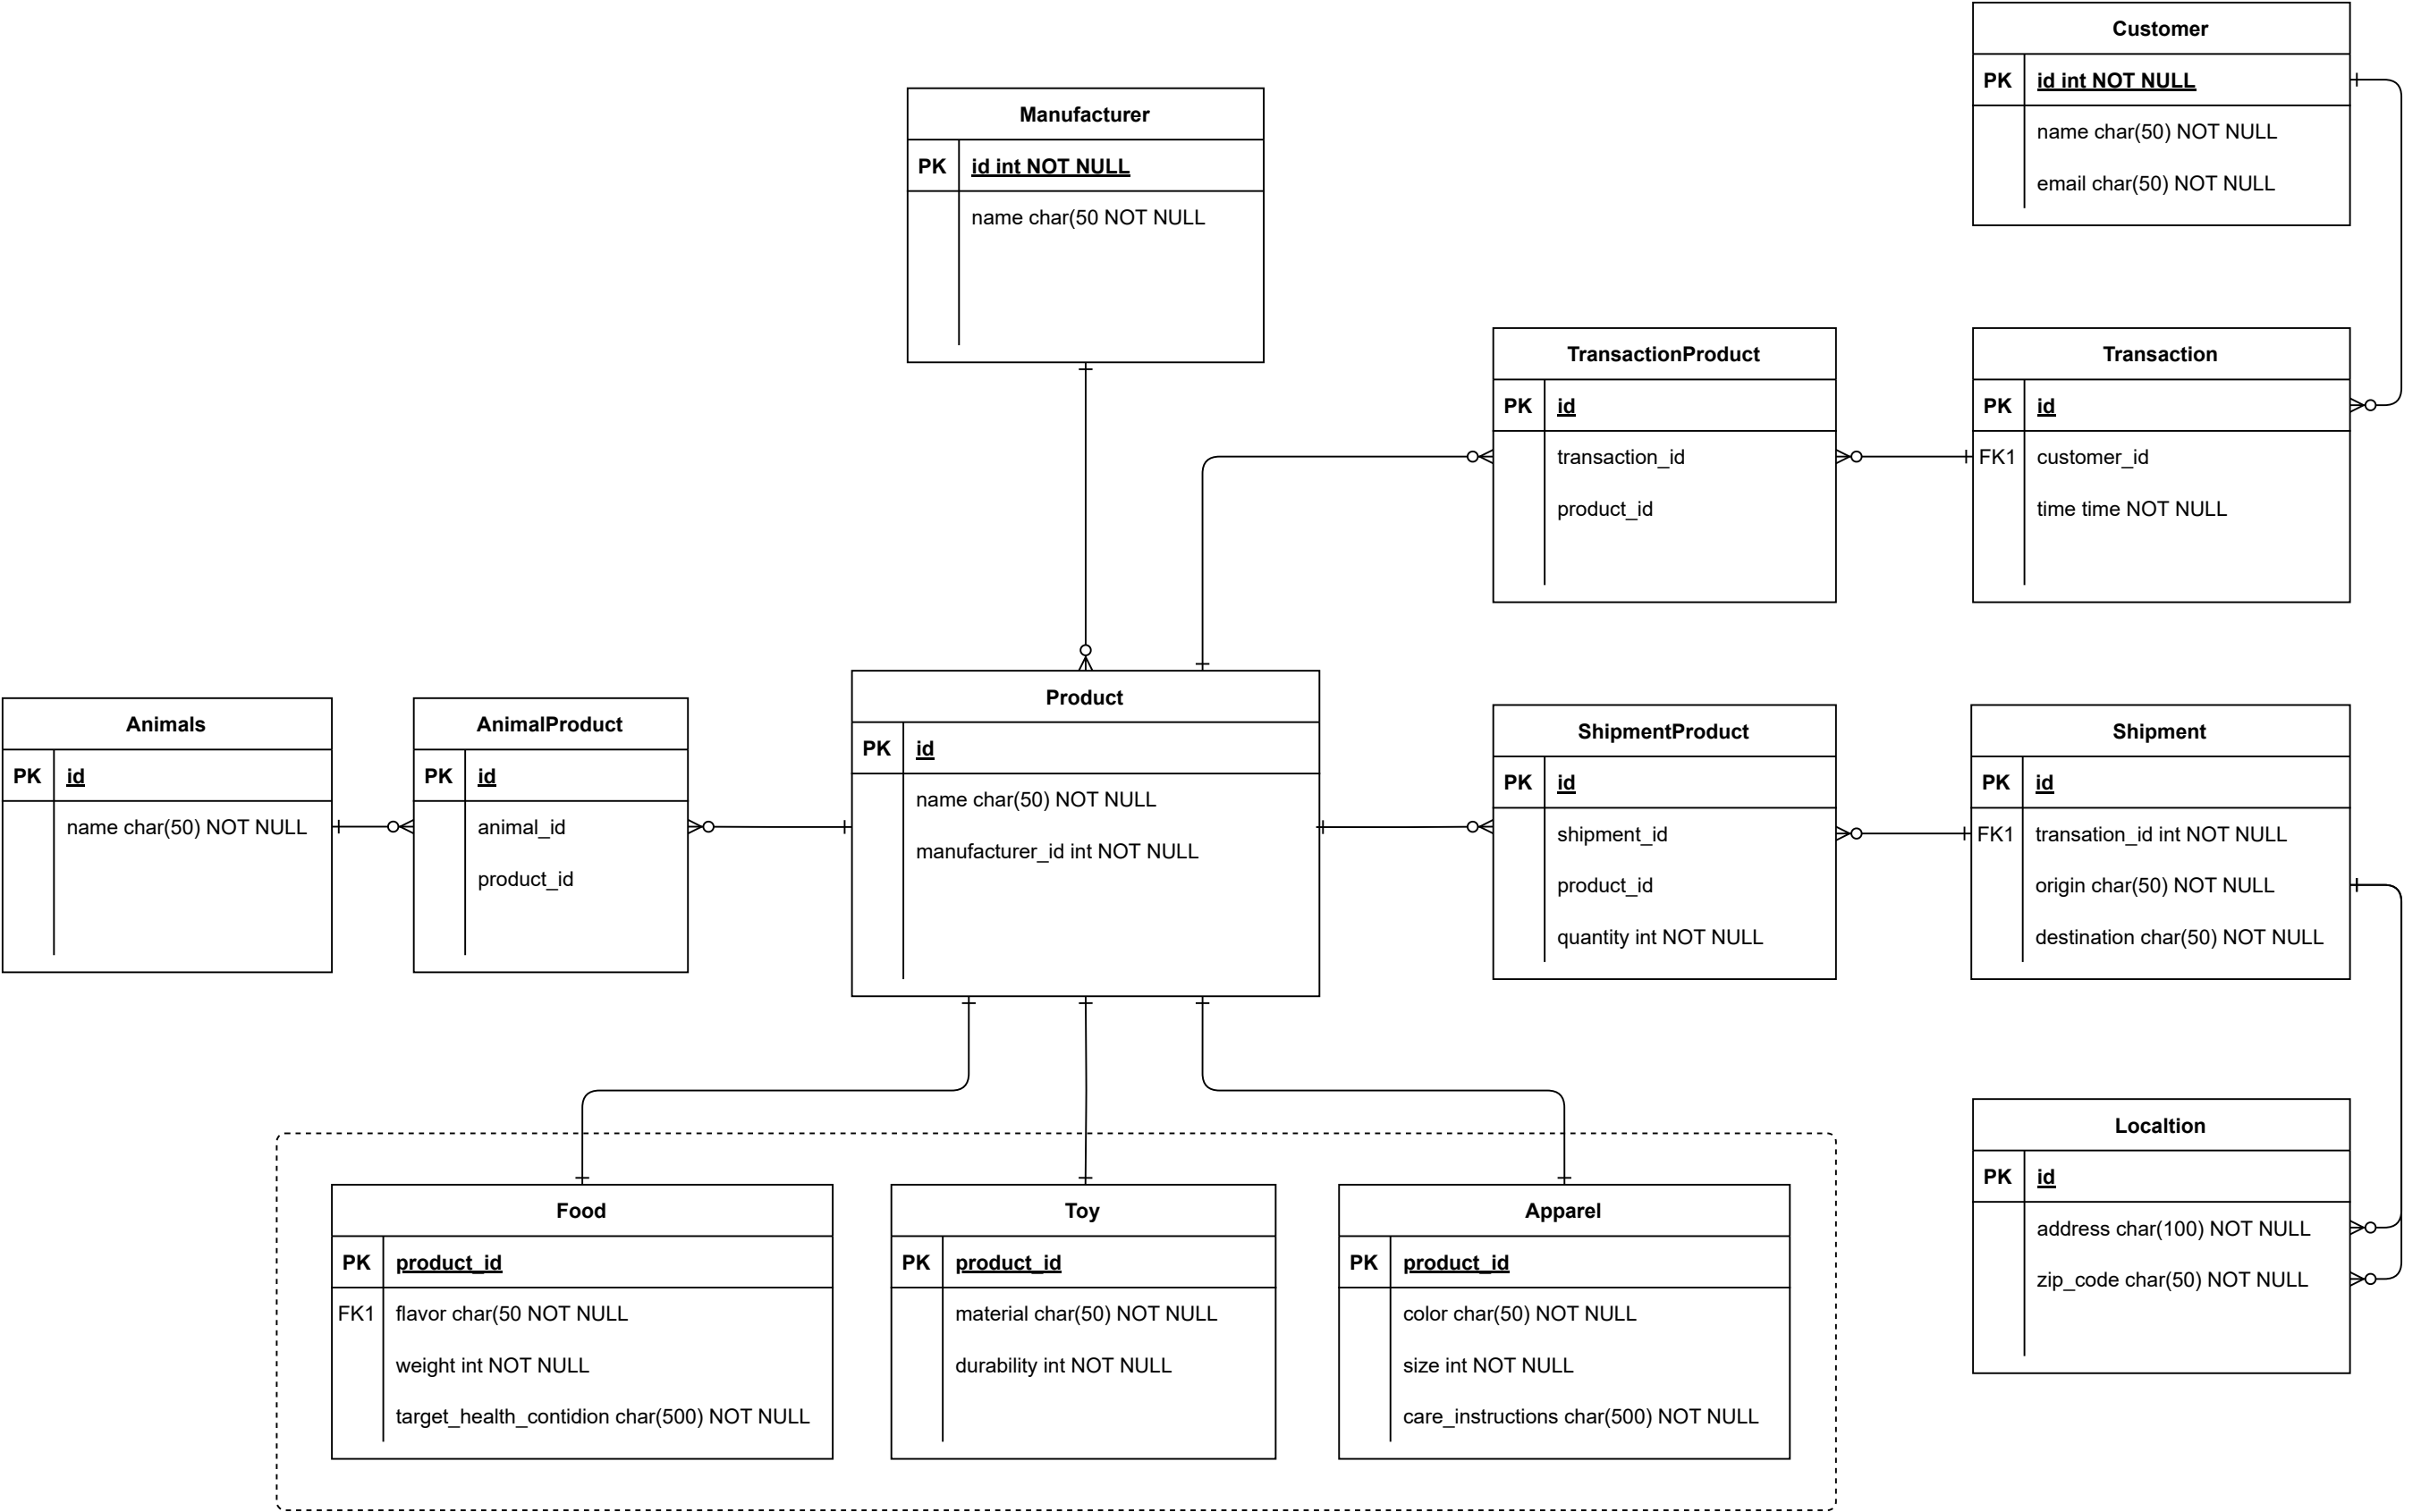 Customer
PK id int NOT NULL
name char(50) NOT NULL
email char(50) NOT NULL
Manufacturer
PK id int NOT NULL
name char(50 NOT NULL
TransactionProduct
PK id
transaction_id
product_id
Transaction
PK id
FK1 customer_id
time time NOT NULL
Animals
PK id
name char(50) NOT NULL
AnimalProduct
PK id
animal_id
product_id
Product
PK id
name char(50) NOT NULL
manufacturer_id int NOT NULL
ShipmentProduct
PK id
shipment_id
product_id
quantity int NOT NULL
Shipment
PK id
FK1 transation_id int NOT NULL
origin char(50) NOT NULL
destination char(50) NOT NULL
Food
PK product_id
FK1 flavor char(50 NOT NULL
weight int NOT NULL
target_health_contidion char(500) NOT NULL
Toy
PK product_id
material char(50) NOT NULL
durability int NOT NULL
Apparel
PK product_id
color char(50) NOT NULL
size int NOT NULL
care_instructions char(500) NOT NULL
Localtion
PK id
address char(100) NOT NULL
zip_code char(50) NOT NULL